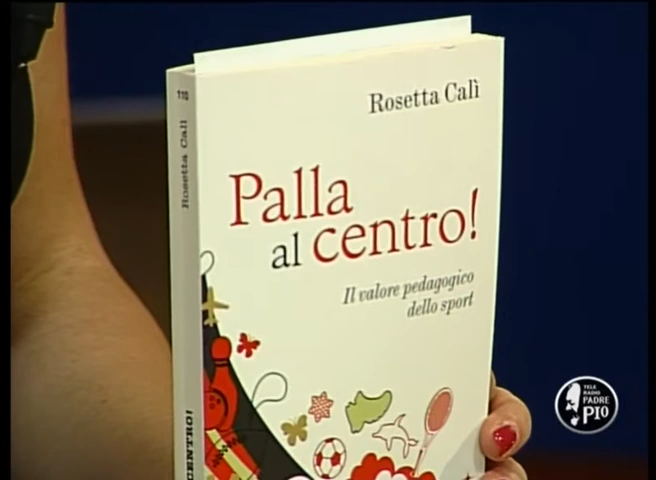 Rosetta Calì
Palla
al centro!
Il valore pedagogico
dello sport
110
Rosetta Calì
CENTRO!
TELE
RADIO
PADRE
PIO